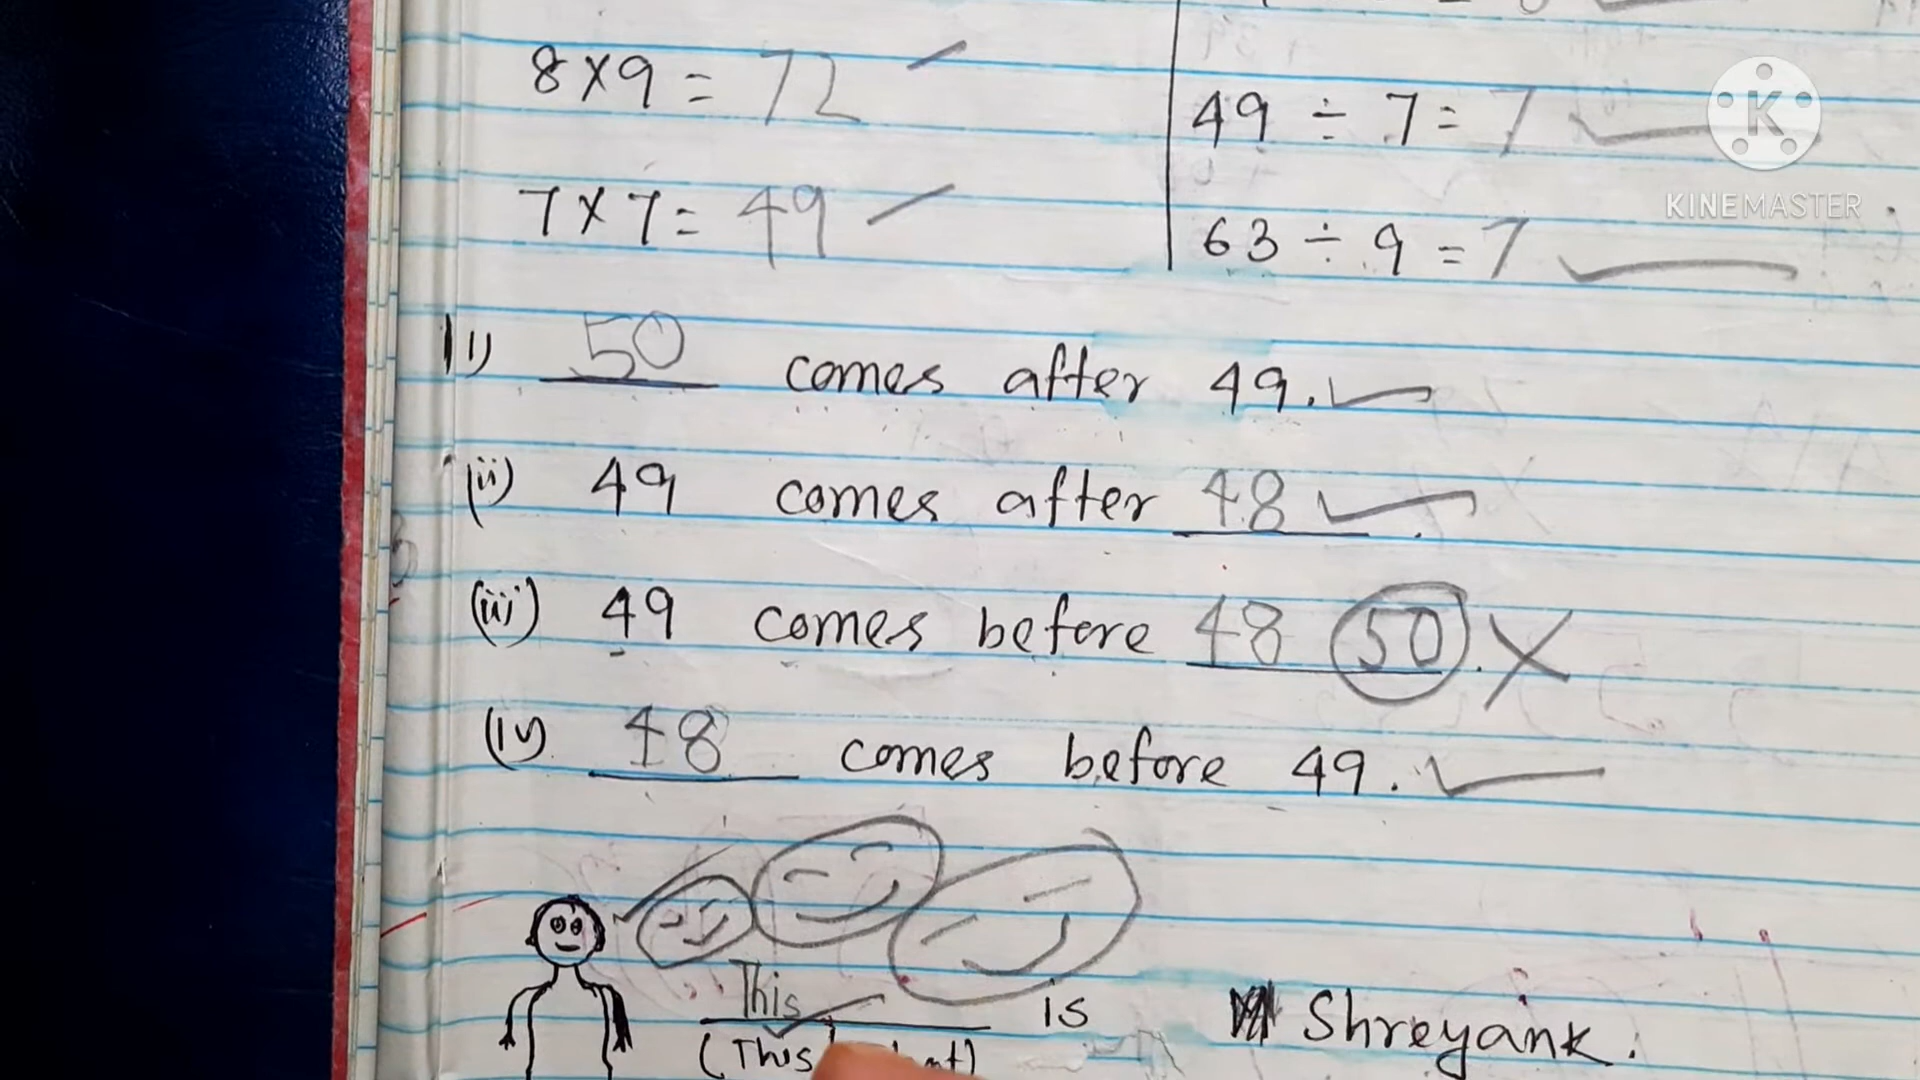 8 × 9 = 72
7 × 7 = 49
49 ÷ 7 = 7
63 ÷ 9 = 7
K
KINEMASTER
i) 50 comes after 49.
(ii) 49 comes after 48.
(iii) 49 comes before 48 50.
(iv) 48 comes before 49.
This is Shreyank.
(This